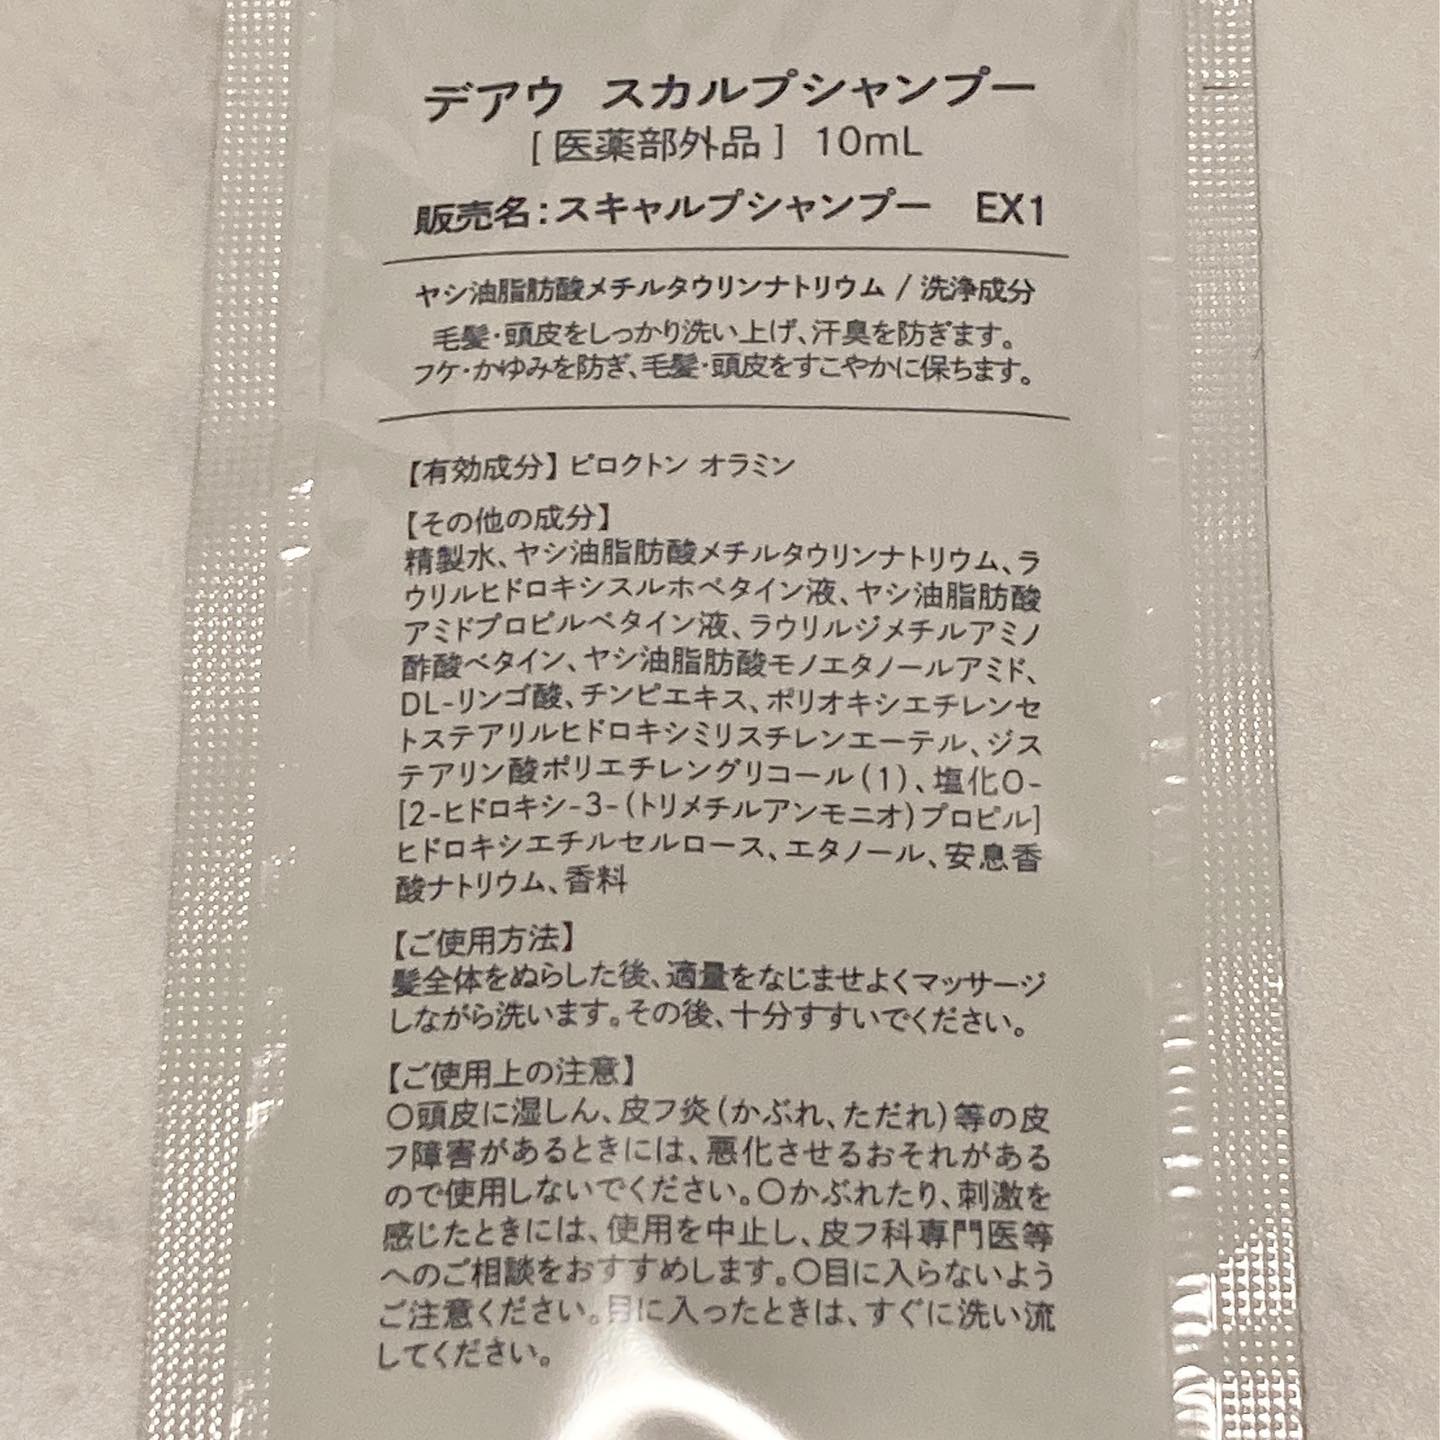 デアウ スカルプシャンプー
[ 医薬部外品 ] 10mL
販売名:スキャルプシャンプー EX1
ヤシ油脂肪酸メチルタウリンナトリウム / 洗浄成分
毛髪・頭皮をしっかり洗い上げ、汗臭を防ぎます。
フケ・かゆみを防ぎ、毛髪・頭皮をすこやかに保ちます。
【有効成分】ピロクトン オラミン
【その他の成分】
精製水、ヤシ油脂肪酸メチルタウリンナトリウム、ラ
ウリルヒドロキシスルホベタイン液、ヤシ油脂肪酸
アミドプロピルベタイン液、ラウリルジメチルアミノ
酢酸ベタイン、ヤシ油脂肪酸モノエタノールアミド、
DL-リンゴ酸、チンピエキス、ポリオキシエチレンセ
トステアリルヒドロキシミリスチレンエーテル、ジス
テアリン酸ポリエチレングリコール(1)、塩化O-
[2-ヒドロキシ-3-(トリメチルアンモニオ)プロピル]
ヒドロキシエチルセルロース、エタノール、安息香
酸ナトリウム、香料
【ご使用方法】
髪全体をぬらした後、適量をなじませよくマッサージ
しながら洗います。その後、十分すすいでください。
【ご使用上の注意】
○頭皮に湿しん、皮フ炎(かぶれ、ただれ)等の皮
フ障害があるときには、悪化させるおそれがある
ので使用しないでください。○かぶれたり、刺激を
感じたときには、使用を中止し、皮フ科専門医等
へのご相談をおすすめします。○目に入らないよう
ご注意ください。目に入ったときは、すぐに洗い流
してください。